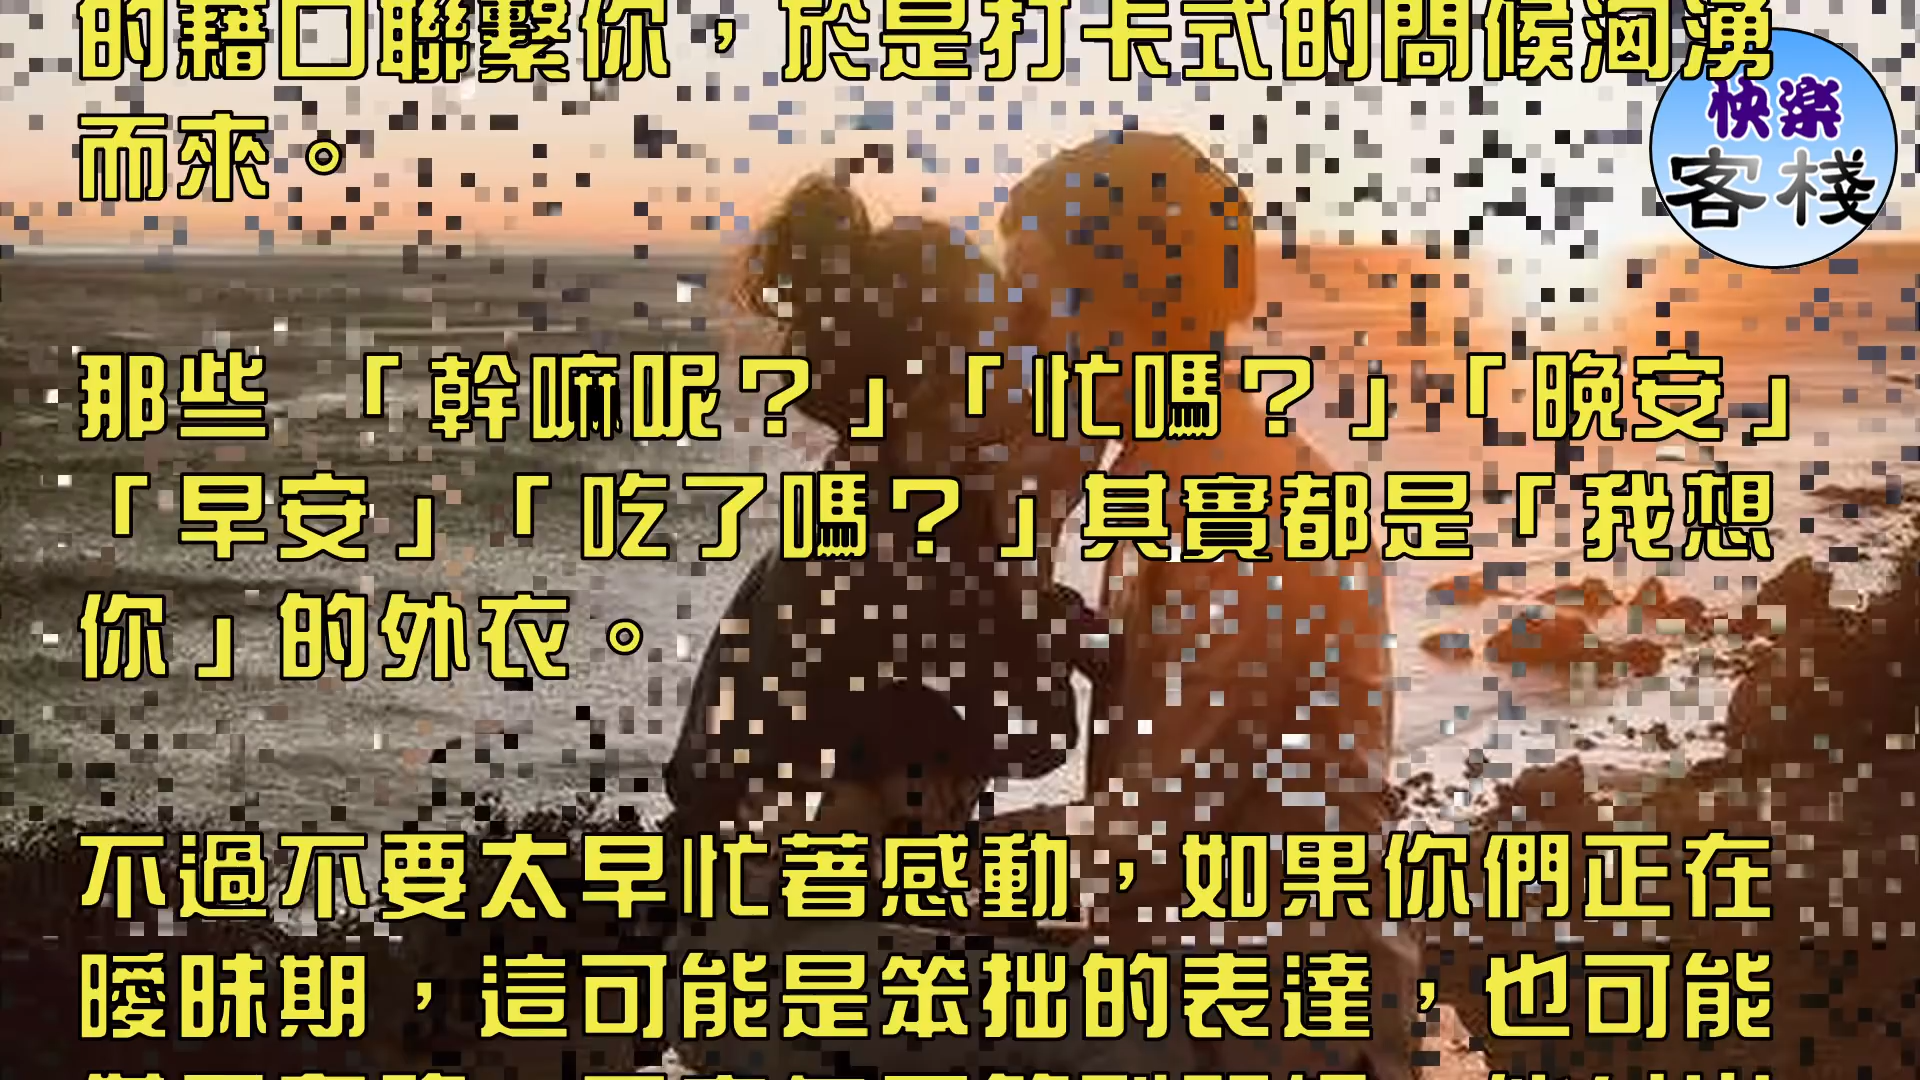 的藉口聯繫你，於是打卡式的問候洶湧
而來。
快樂
客棧
那些 「幹嘛呢？」「忙嗎？」「晚安」
「早安」「吃了嗎？」其實都是「我想
你」的外衣。
不過不要太早忙著感動，如果你們正在
曖昧期，這可能是笨拙的表達，也可能